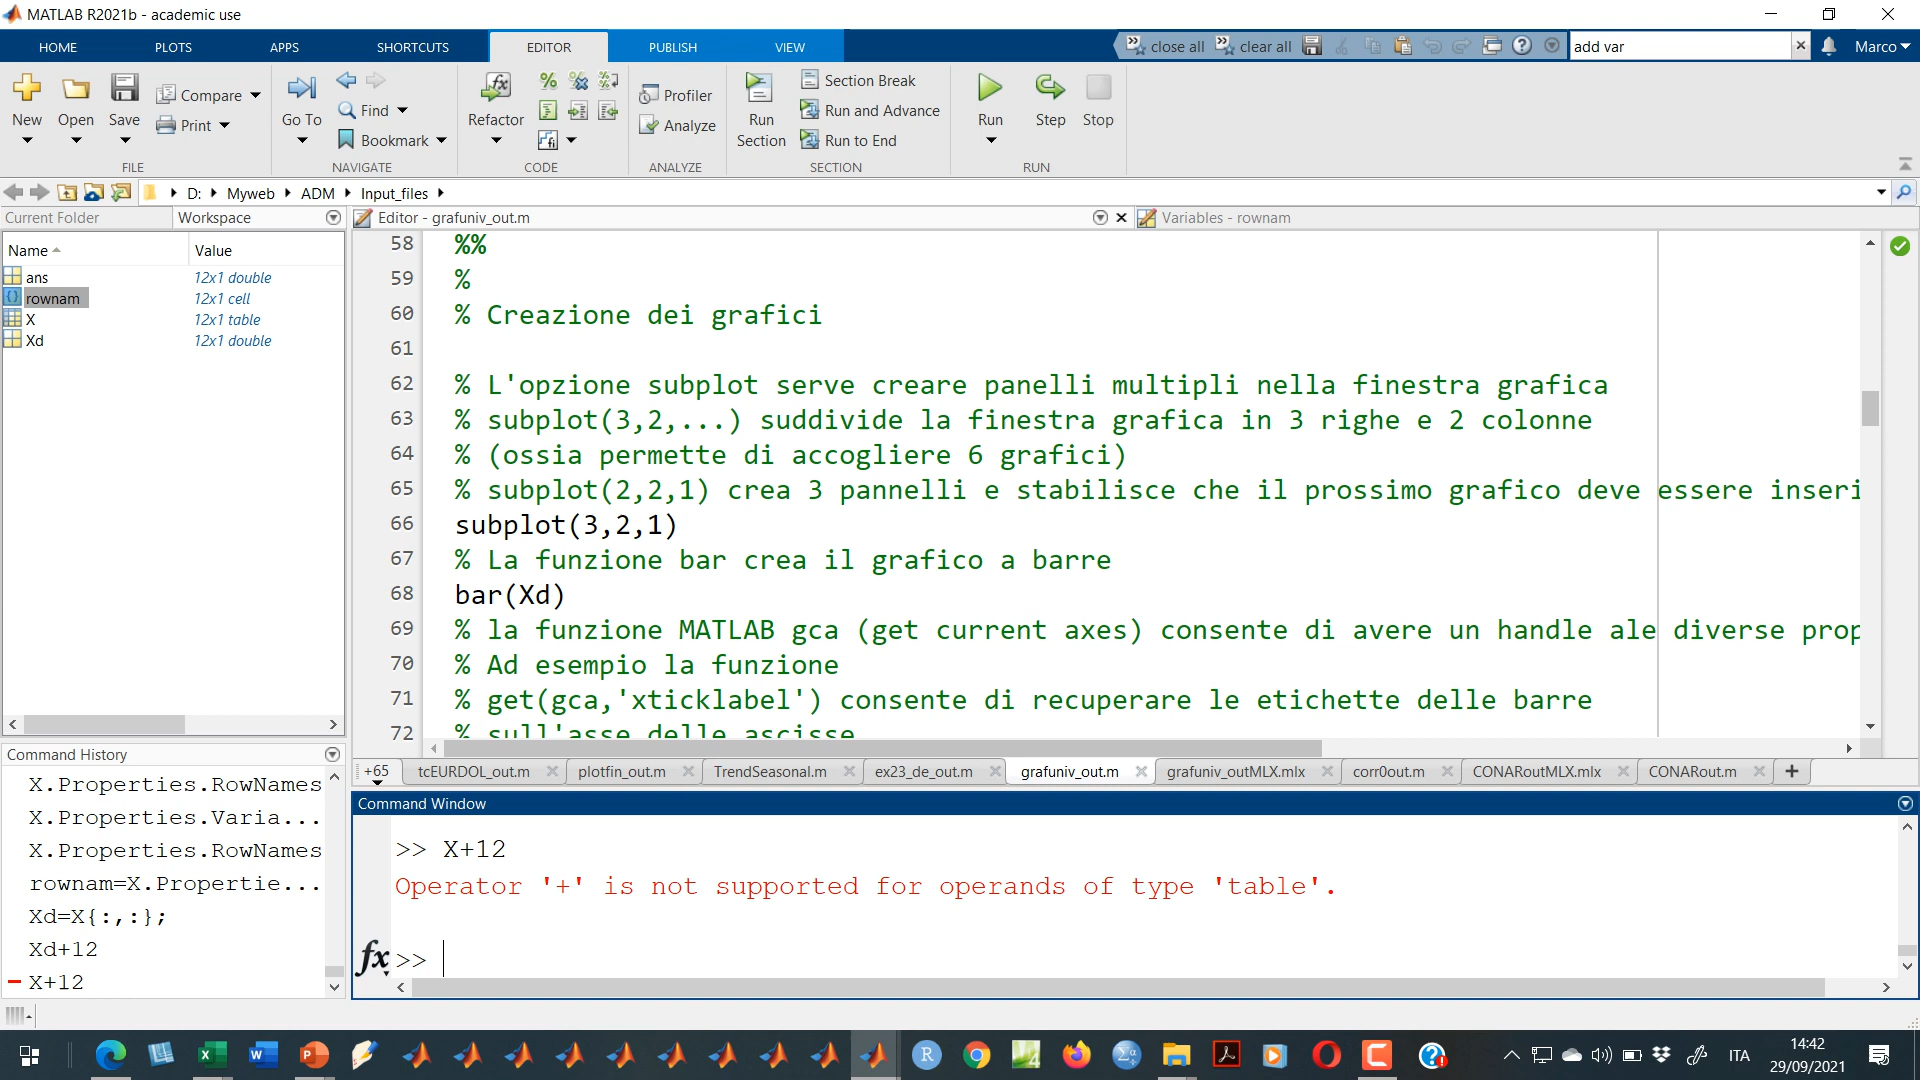 MATLAB R2021b - academic use
HOME PLOTS APPS SHORTCUTS EDITOR PUBLISH VIEW close all clear all add var Marco
New Open Save Compare Print Go To Find Bookmark Refactor Profiler Analyze Run Section Section Break Run and Advance Run to End Run Step Stop
FILE NAVIGATE CODE ANALYZE SECTION RUN
D: Myweb ADM Input_files
Current Folder Workspace
Name Value
ans 12x1 double
rownam 12x1 cell
X 12x1 table
Xd 12x1 double
Editor - grafuniv_out.m Variables - rownam
58 %%
59 %
60 % Creazione dei grafici
61
62 % L'opzione subplot serve creare panelli multipli nella finestra grafica
63 % subplot(3,2,...) suddivide la finestra grafica in 3 righe e 2 colonne
64 % (ossia permette di accogliere 6 grafici)
65 % subplot(2,2,1) crea 3 pannelli e stabilisce che il prossimo grafico deve essere inseri
66 subplot(3,2,1)
67 % La funzione bar crea il grafico a barre
68 bar(Xd)
69 % la funzione MATLAB gca (get current axes) consente di avere un handle ale diverse prop
70 % Ad esempio la funzione
71 % get(gca,'xticklabel') consente di recuperare le etichette delle barre
72 % sull'asse delle ascisse
+65 tcEURDOL_out.m plotfin_out.m TrendSeasonal.m ex23_de_out.m grafuniv_out.m grafuniv_outMLX.mlx corr0out.m CONARoutMLX.mlx CONARout.m
Command History
X.Properties.RowNames
X.Properties.Varia...
X.Properties.RowNames
rownam=X.Propertie...
Xd=X{:,:};
Xd+12
X+12
Command Window
>> X+12
Operator '+' is not supported for operands of type 'table'.
fx >>
ITA 14:42
29/09/2021